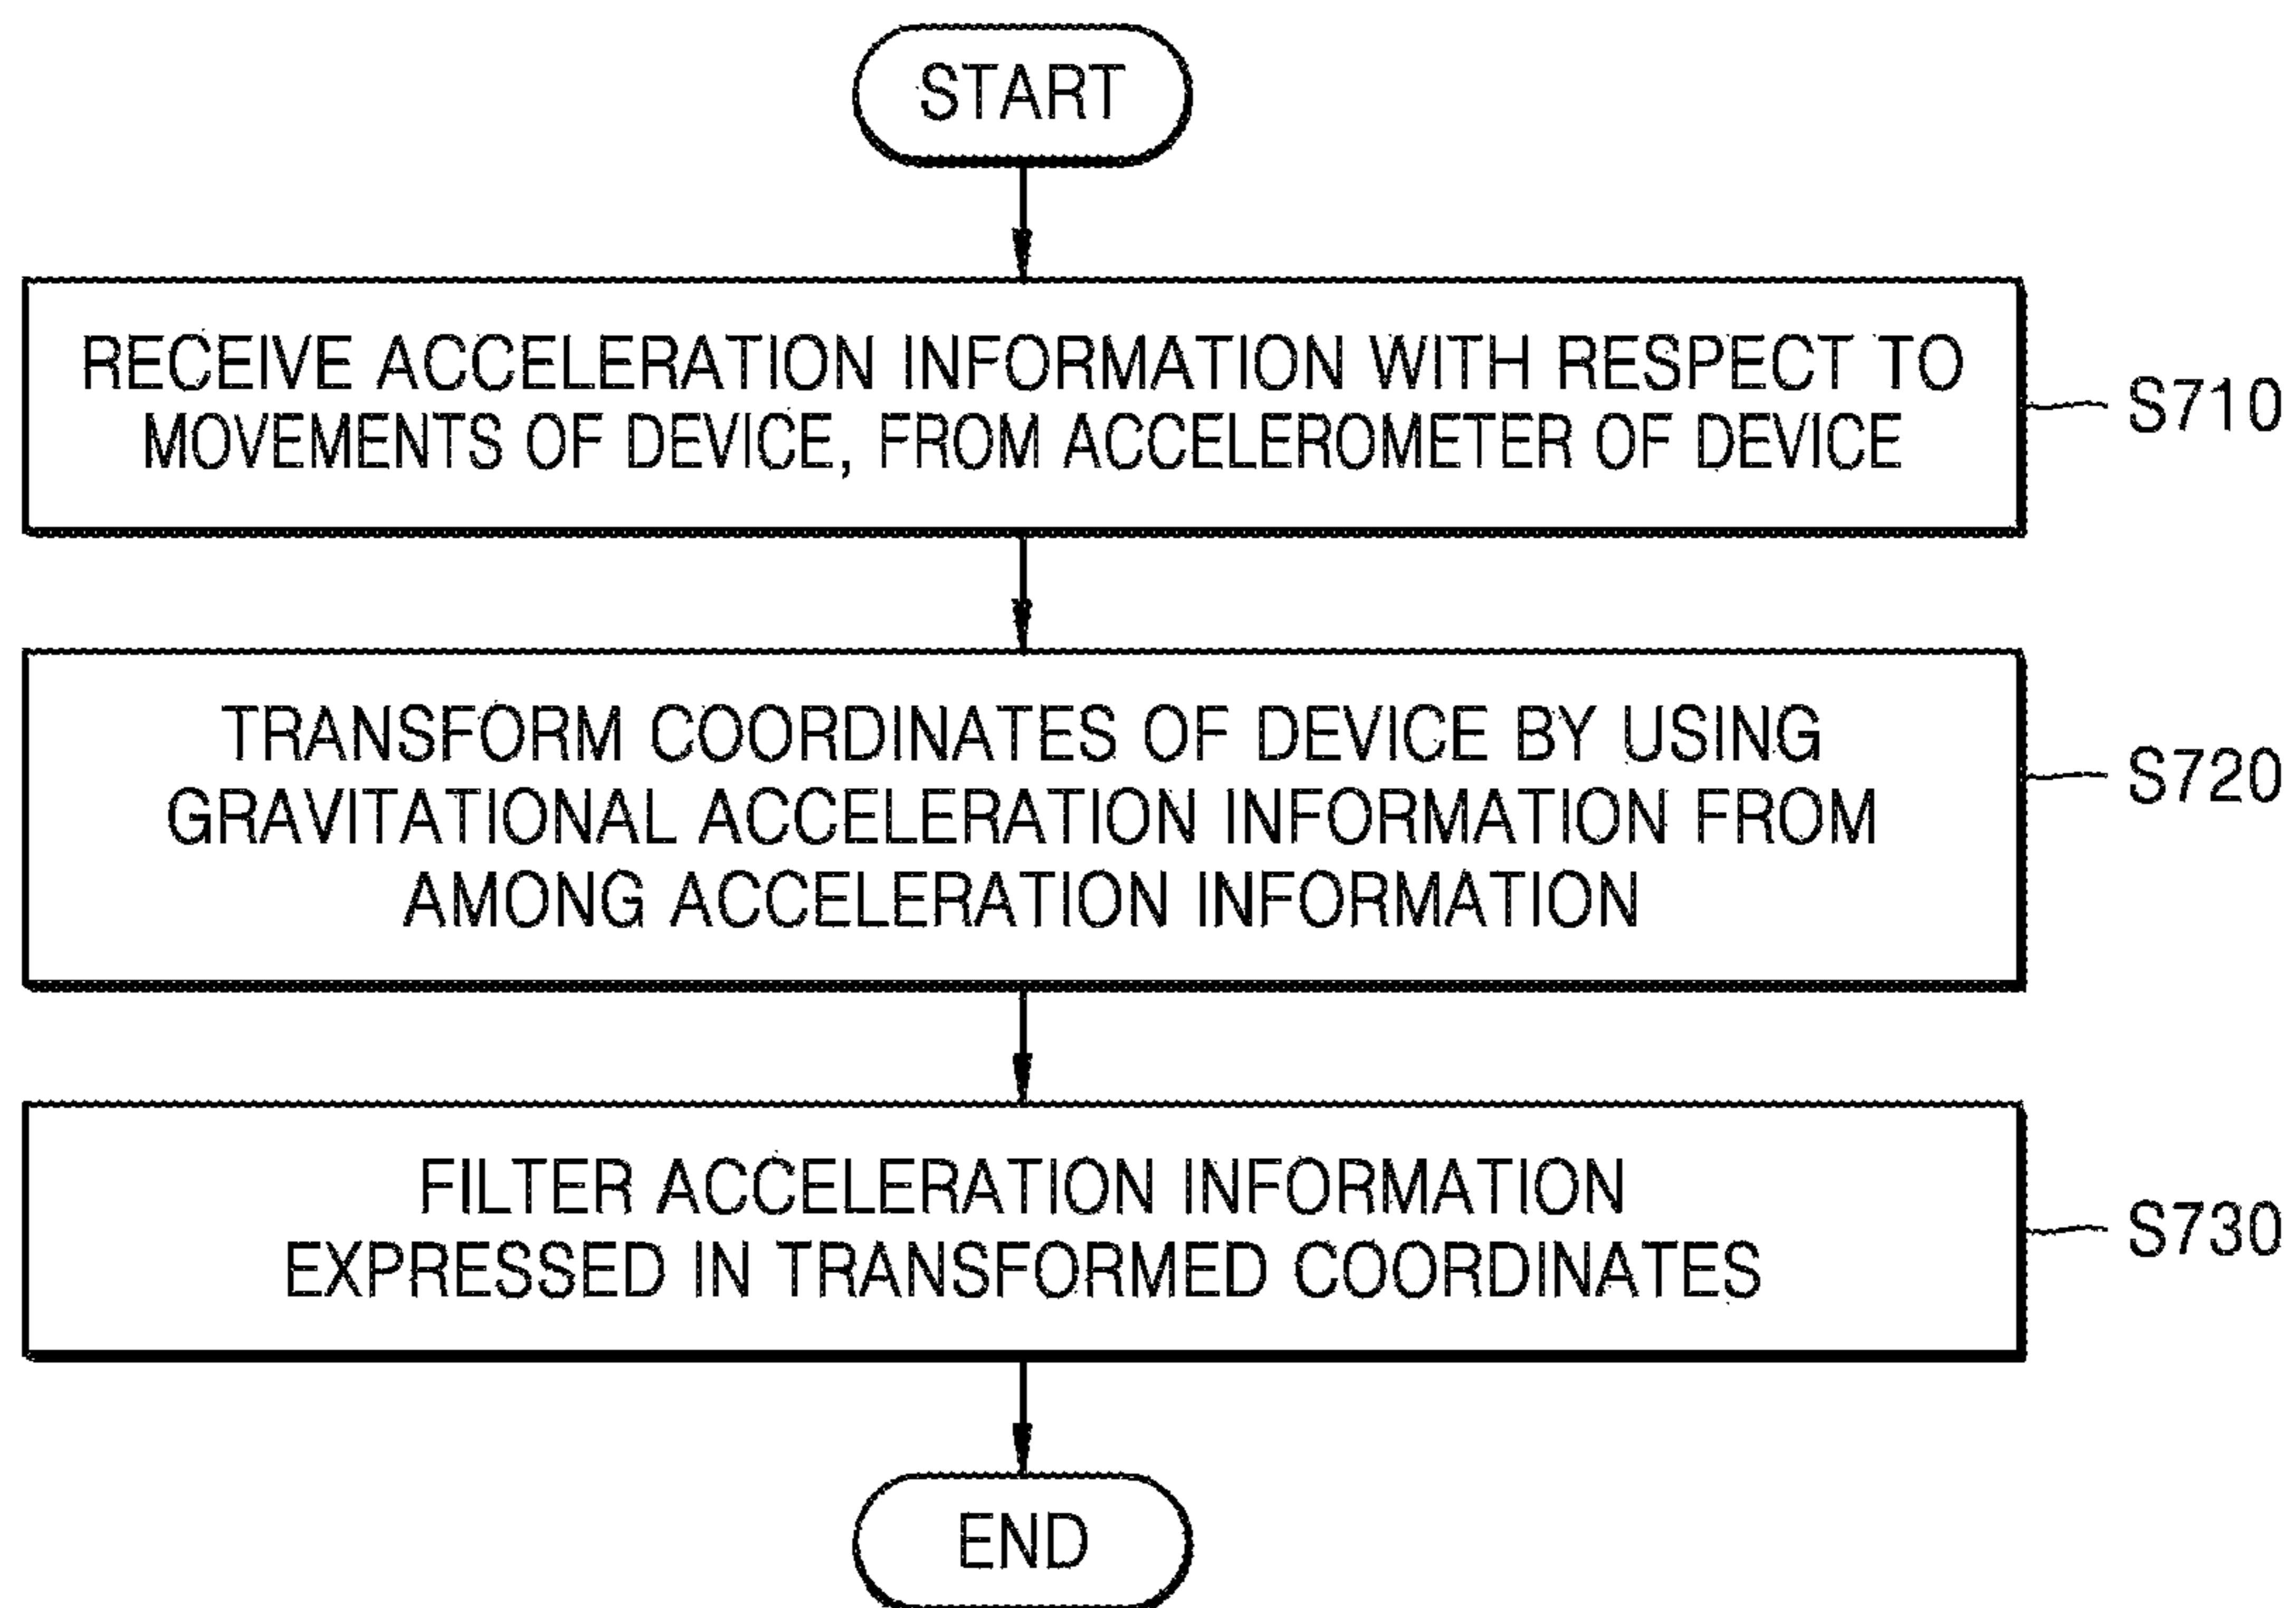 START
RECEIVE ACCELERATION INFORMATION WITH RESPECT TO
MOVEMENTS OF DEVICE, FROM ACCELEROMETER OF DEVICE
S710
TRANSFORM COORDINATES OF DEVICE BY USING
GRAVITATIONAL ACCELERATION INFORMATION FROM
AMONG ACCELERATION INFORMATION
S720
FILTER ACCELERATION INFORMATION
EXPRESSED IN TRANSFORMED COORDINATES
S730
END